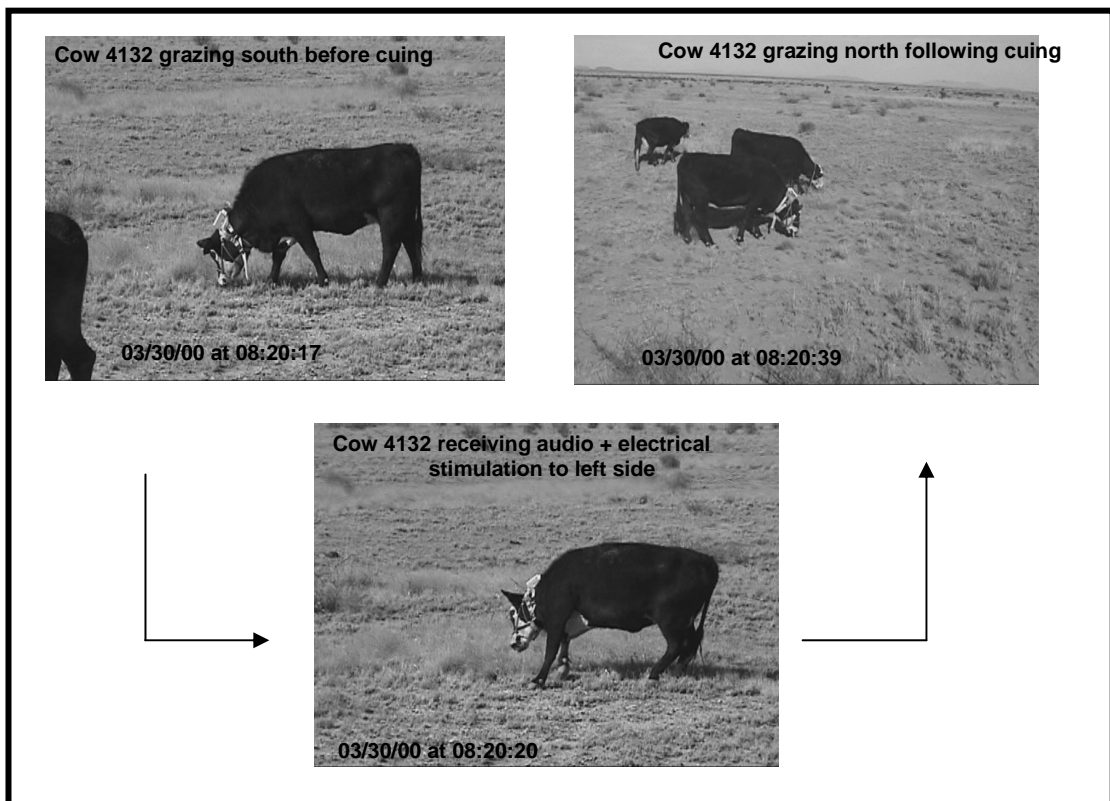 Cow 4132 grazing south before cuing
03/30/00 at 08:20:17
Cow 4132 grazing north following cuing
03/30/00 at 08:20:39
Cow 4132 receiving audio + electrical
stimulation to left side
03/30/00 at 08:20:20